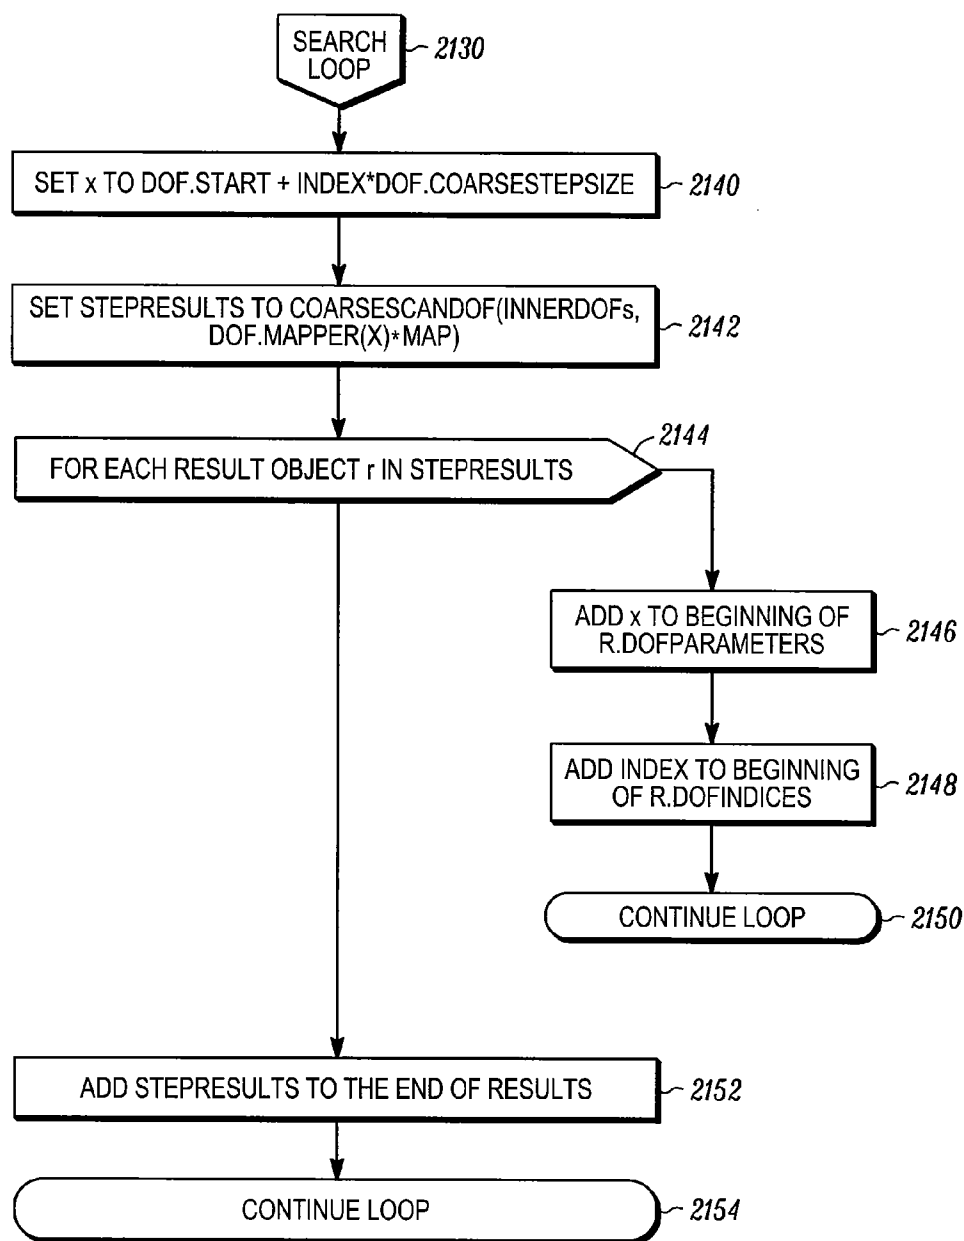 SEARCH
LOOP
2130
SET x TO DOF.START + INDEX*DOF.COARSESTEPSIZE
2140
SET STEPRESULTS TO COARSESCANDOF(INNERDOFs,
DOF.MAPPER(X)*MAP)
2142
FOR EACH RESULT OBJECT r IN STEPRESULTS
2144
ADD x TO BEGINNING OF
R.DOFPARAMETERS
2146
ADD INDEX TO BEGINNING
OF R.DOFINDICES
2148
CONTINUE LOOP
2150
ADD STEPRESULTS TO THE END OF RESULTS
2152
CONTINUE LOOP
2154